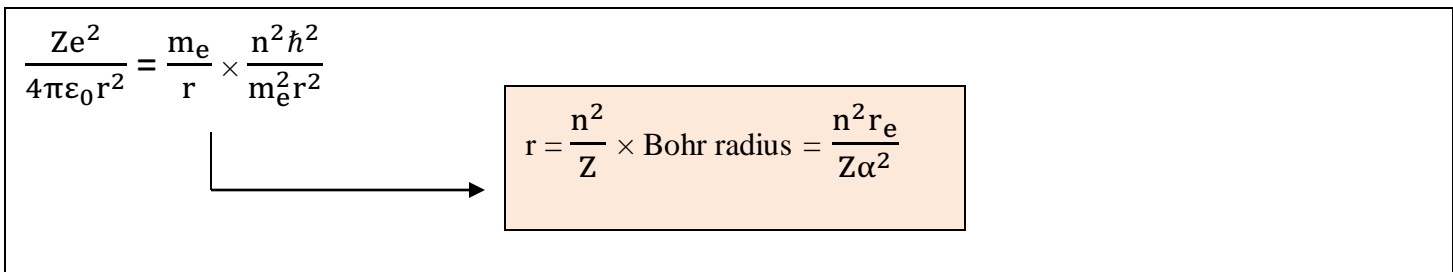 Ze²/4πε₀r² = mₑ/r × n²ℏ²/mₑ²r²
r = n²/Z × Bohr radius = n²rₑ/Zα²